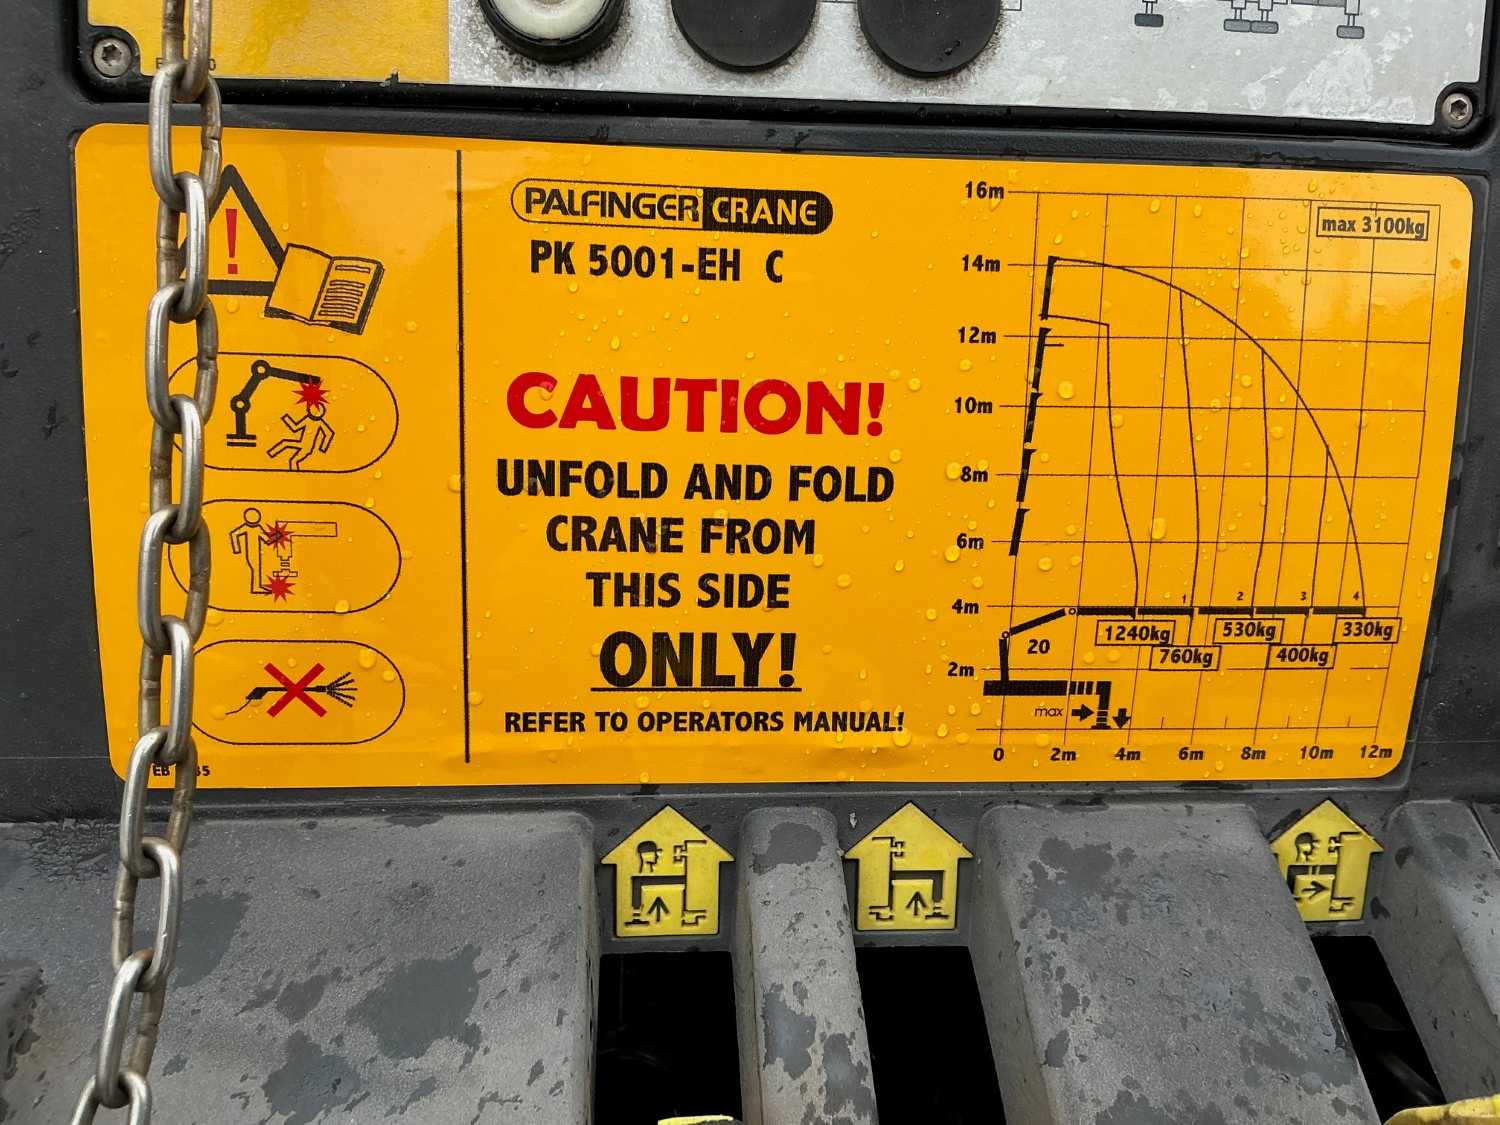 PALFINGER CRANE
PK 5001-EH C
CAUTION!
UNFOLD AND FOLD
CRANE FROM
THIS SIDE
ONLY!
REFER TO OPERATORS MANUAL!
!
EB
16m
max 3100kg
14m
12m
10m
8m
6m
4m
1 2 3 4
1240kg 530kg 330kg
20
760kg 400kg
2m
max
0 2m 4m 6m 8m 10m 12m